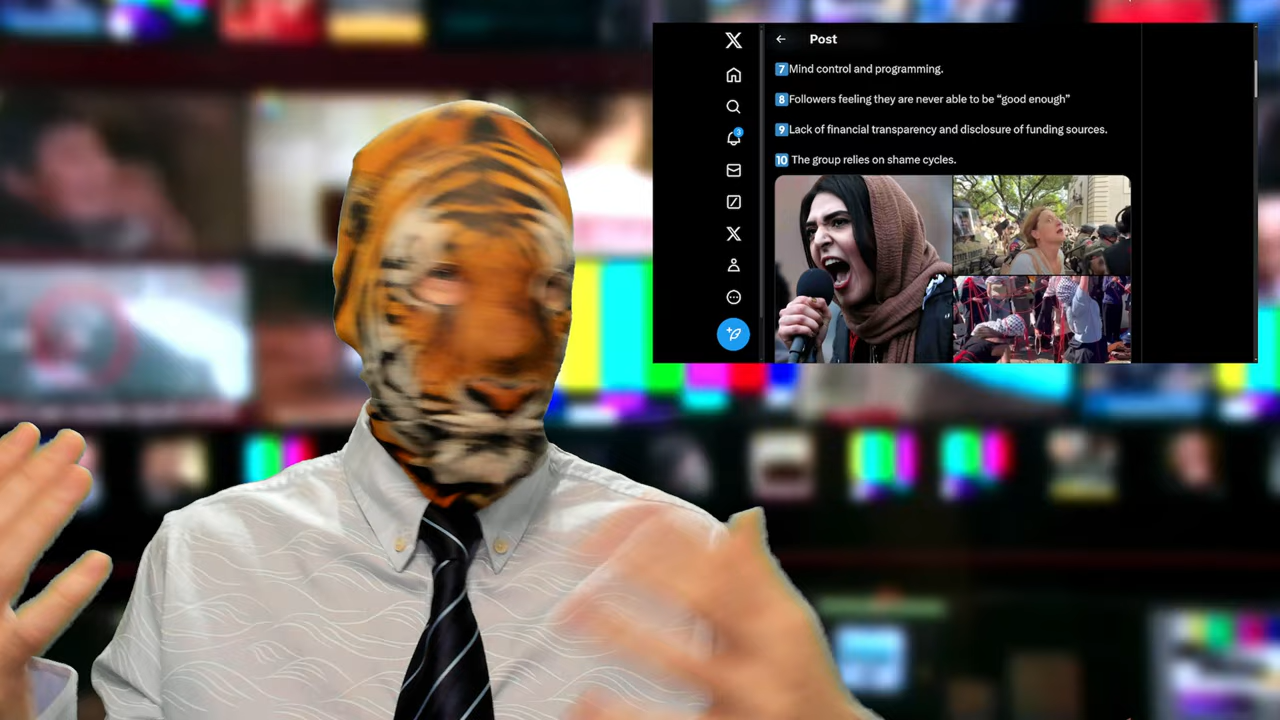 Post
7 Mind control and programming.
8 Followers feeling they are never able to be “good enough”
3
9 Lack of financial transparency and disclosure of funding sources.
10 The group relies on shame cycles.